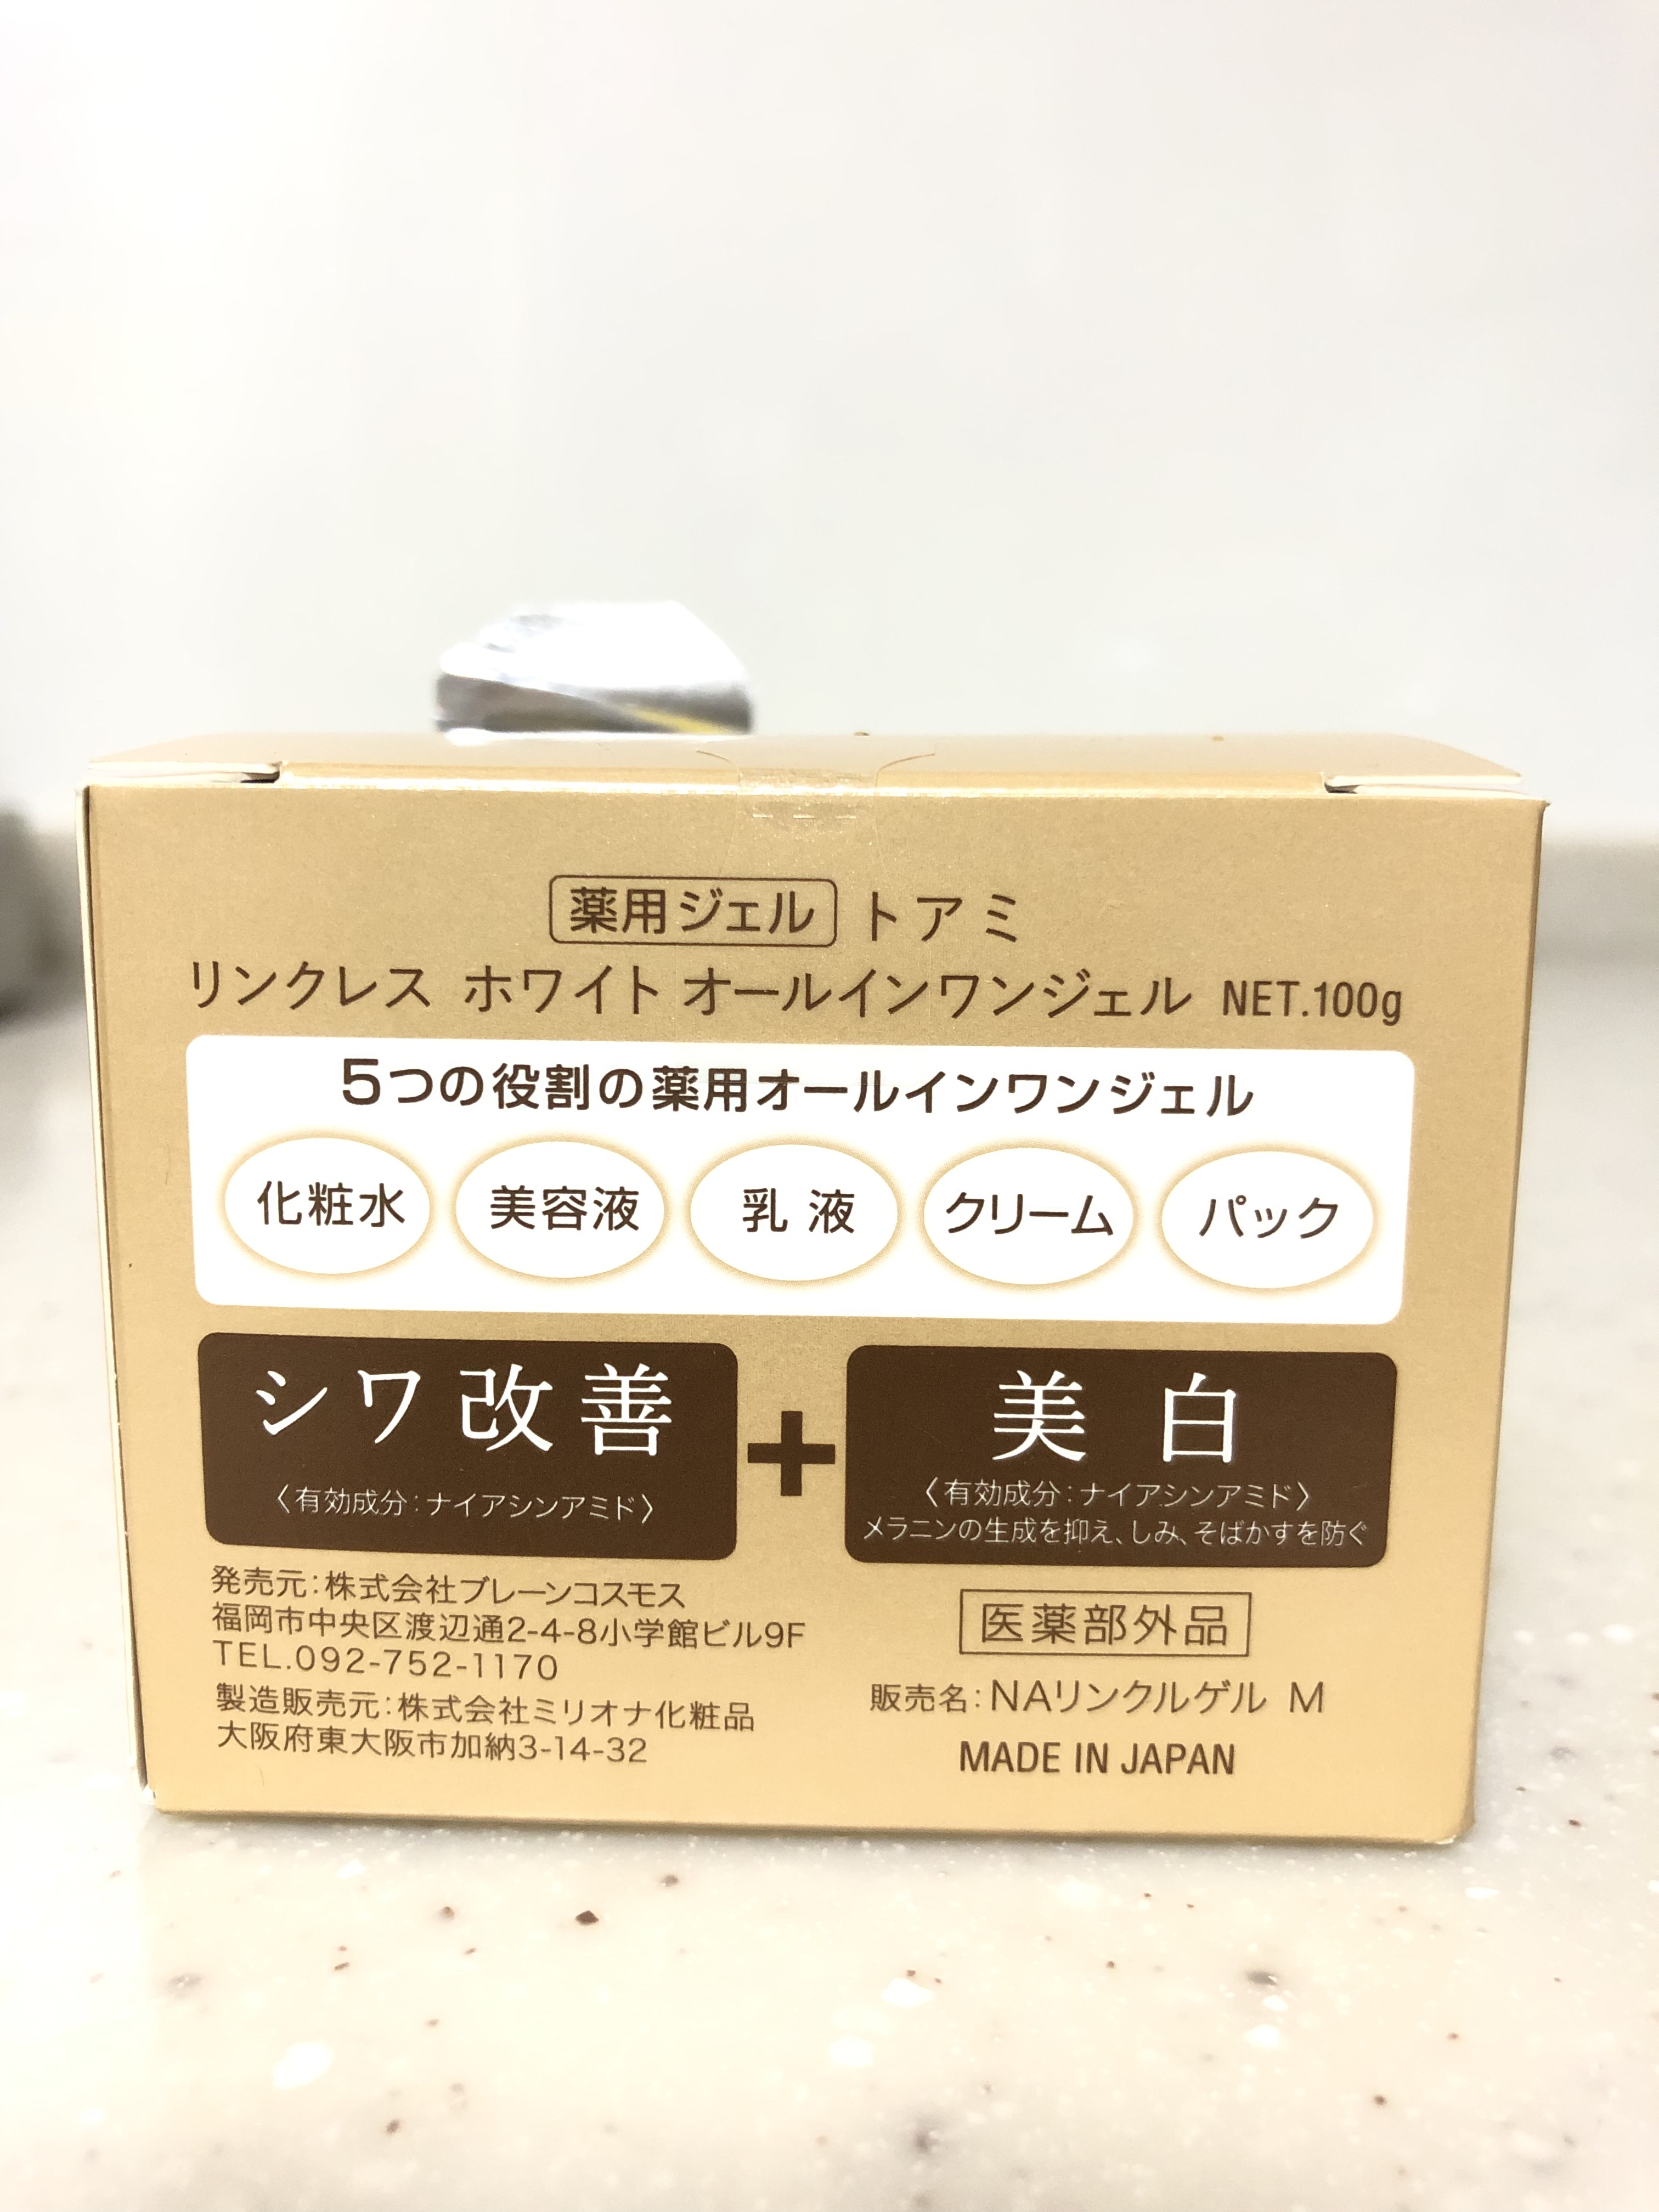 薬用ジェル トアミ
リンクレス ホワイト オールインワンジェル NET.100g
5つの役割の薬用オールインワンジェル
化粧水 美容液 乳液 クリーム パック
シワ改善
〈有効成分:ナイアシンアミド〉
+
美白
〈有効成分:ナイアシンアミド〉
メラニンの生成を抑え、しみ、そばかすを防ぐ
発売元:株式会社ブレーンコスモス
福岡市中央区渡辺通2-4-8小学館ビル9F
TEL.092-752-1170
製造販売元:株式会社ミリオナ化粧品
大阪府東大阪市加納3-14-32
医薬部外品
販売名:NAリンクルゲル M
MADE IN JAPAN